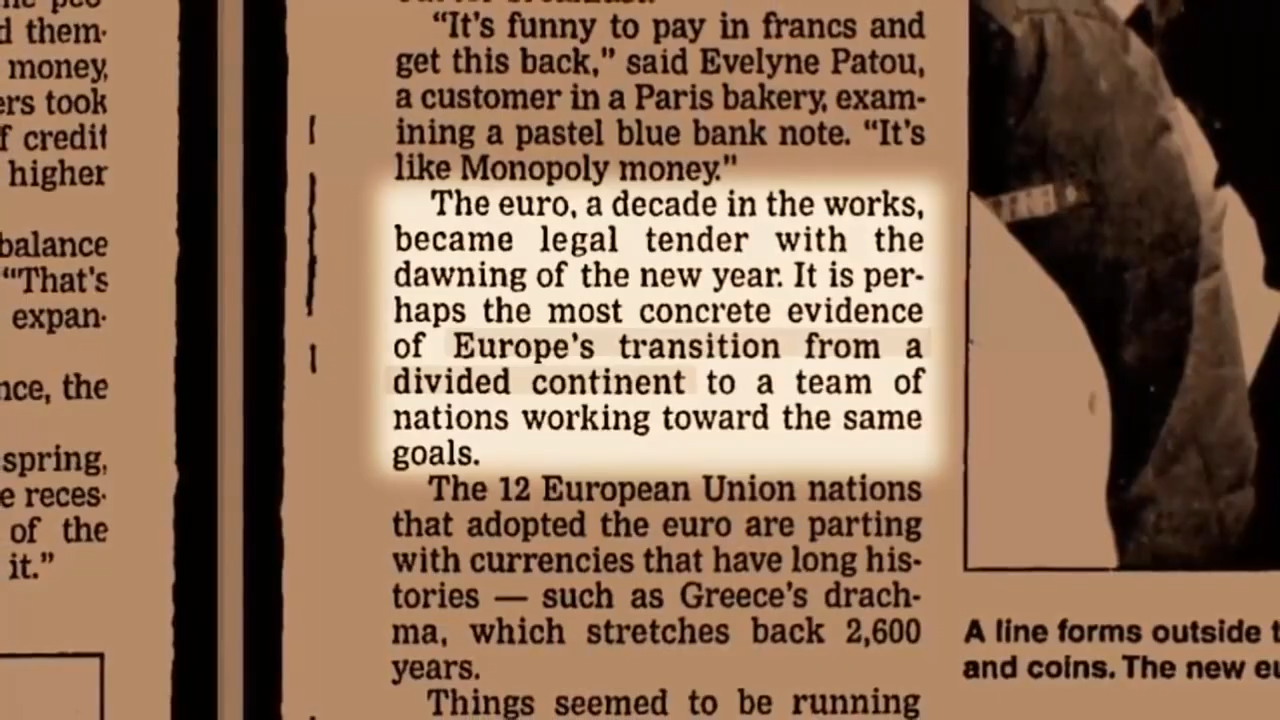 d them-
money,
ers took
f credit
higher
balance
“That's
expan-
nce, the
spring,
e reces-
of the
it.”
“It's funny to pay in francs and
get this back,” said Evelyne Patou,
a customer in a Paris bakery, exam-
ining a pastel blue bank note. “It's
like Monopoly money.”
The euro, a decade in the works,
became legal tender with the
dawning of the new year. It is per-
haps the most concrete evidence
of Europe's transition from a
divided continent to a team of
nations working toward the same
goals.
The 12 European Union nations
that adopted the euro are parting
with currencies that have long his-
tories — such as Greece's drach-
ma, which stretches back 2,600
years.
Things seemed to be running
A line forms outside t
and coins. The new eu